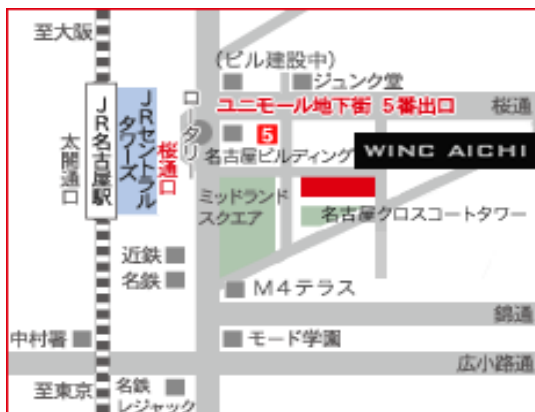 至大阪
(ビル建設中)
ジュンク堂
ユニモール地下街 5番出口
桜通
ロータリー
JR名古屋駅
JRセントラル
タワーズ
桜通口
太閤通口
5
名古屋ビルディング
WINC AICHI
ミッドランド
スクエア
名古屋クロスコートタワー
近鉄
名鉄
M4テラス
錦通
中村署
モード学園
広小路通
至東京
名鉄
レジャック